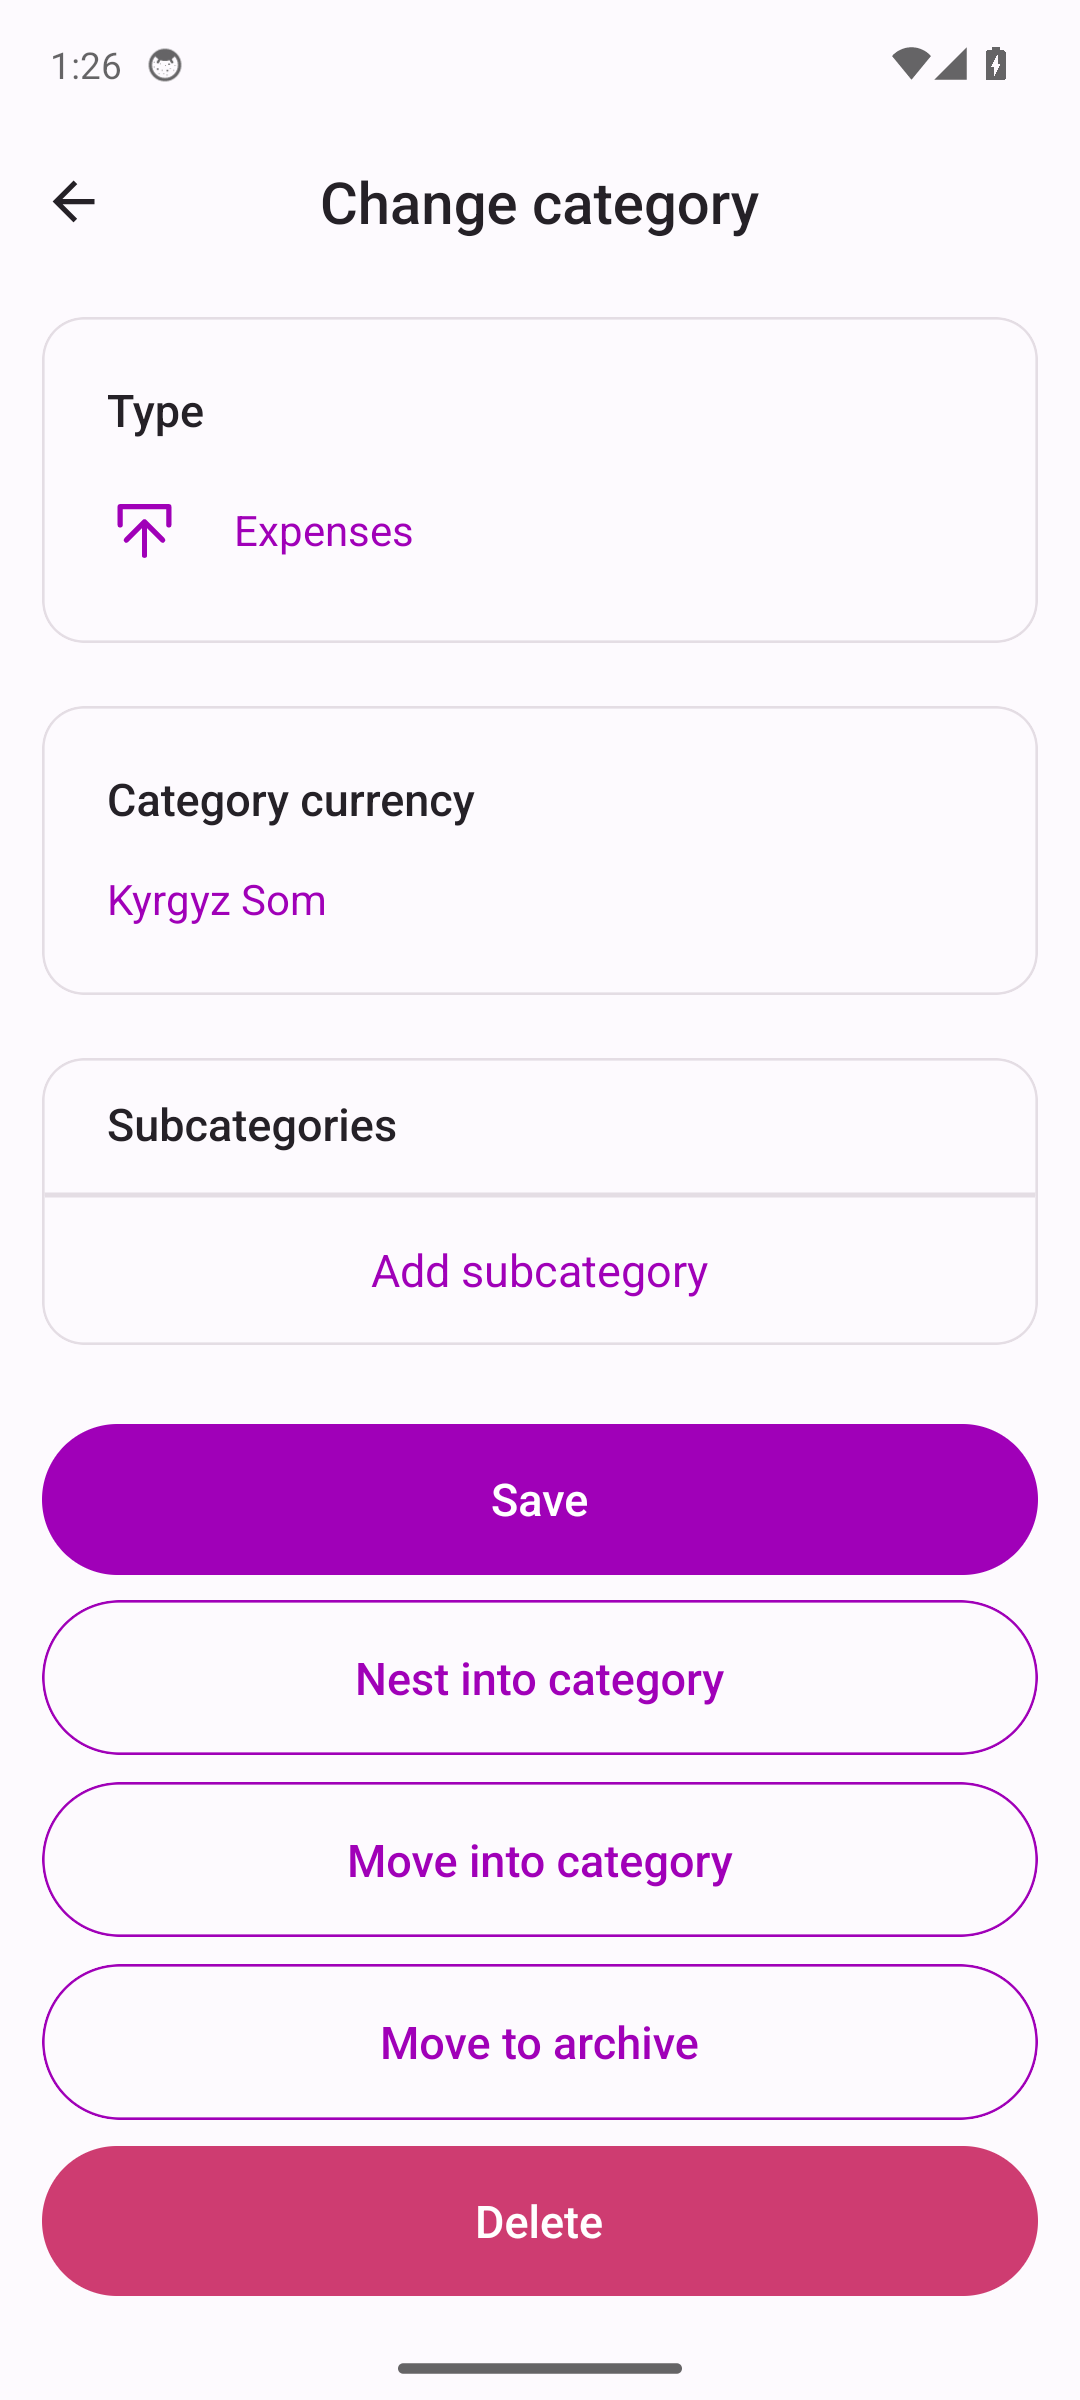 1:26
Change category
Type
Expenses
Category currency
Kyrgyz Som
Subcategories
Add subcategory
Save
Nest into category
Move into category
Move to archive
Delete